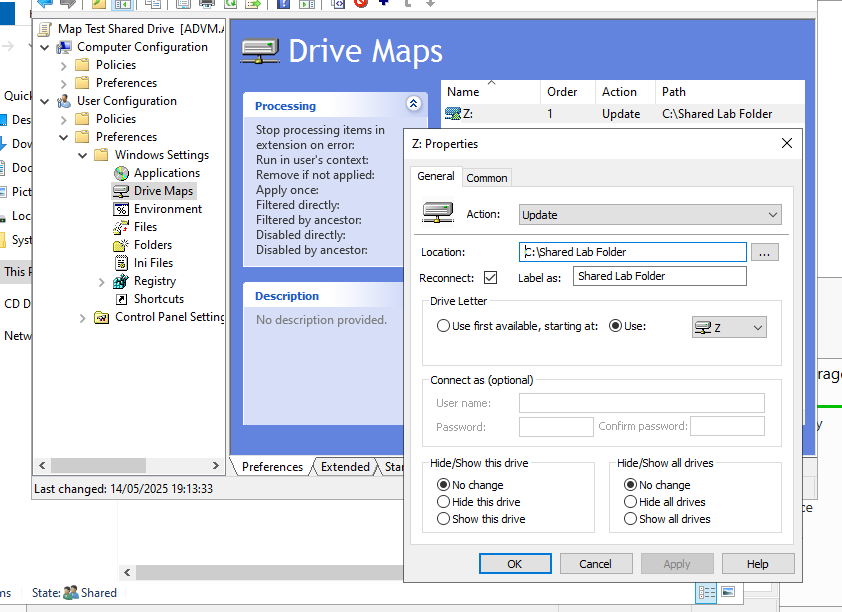 Map Test Shared Drive [ADVM.A
Computer Configuration
Policies
Preferences
User Configuration
Policies
Preferences
Windows Settings
Applications
Drive Maps
Environment
Files
Folders
Ini Files
Registry
Shortcuts
Control Panel Setting
Quick
Des
Dow
Doc
Pict
Loc
Syst
This P
CD D
Netw
Drive Maps
Processing
Stop processing items in
extension on error:
Run in user's context:
Remove if not applied:
Apply once:
Filtered directly:
Filtered by ancestor:
Disabled directly:
Disabled by ancestor:
Description
No description provided.
Name Order Action Path
Z: 1 Update C:\Shared Lab Folder
Z: Properties
General Common
Action: Update
Location: C:\Shared Lab Folder ...
Reconnect: Label as: Shared Lab Folder
Drive Letter
Use first available, starting at: Use: Z
Connect as (optional)
User name:
Password: Confirm password:
Hide/Show this drive
No change
Hide this drive
Show this drive
Hide/Show all drives
No change
Hide all drives
Show all drives
OK Cancel Apply Help
Preferences Extended Star
Last changed: 14/05/2025 19:13:33
State: Shared